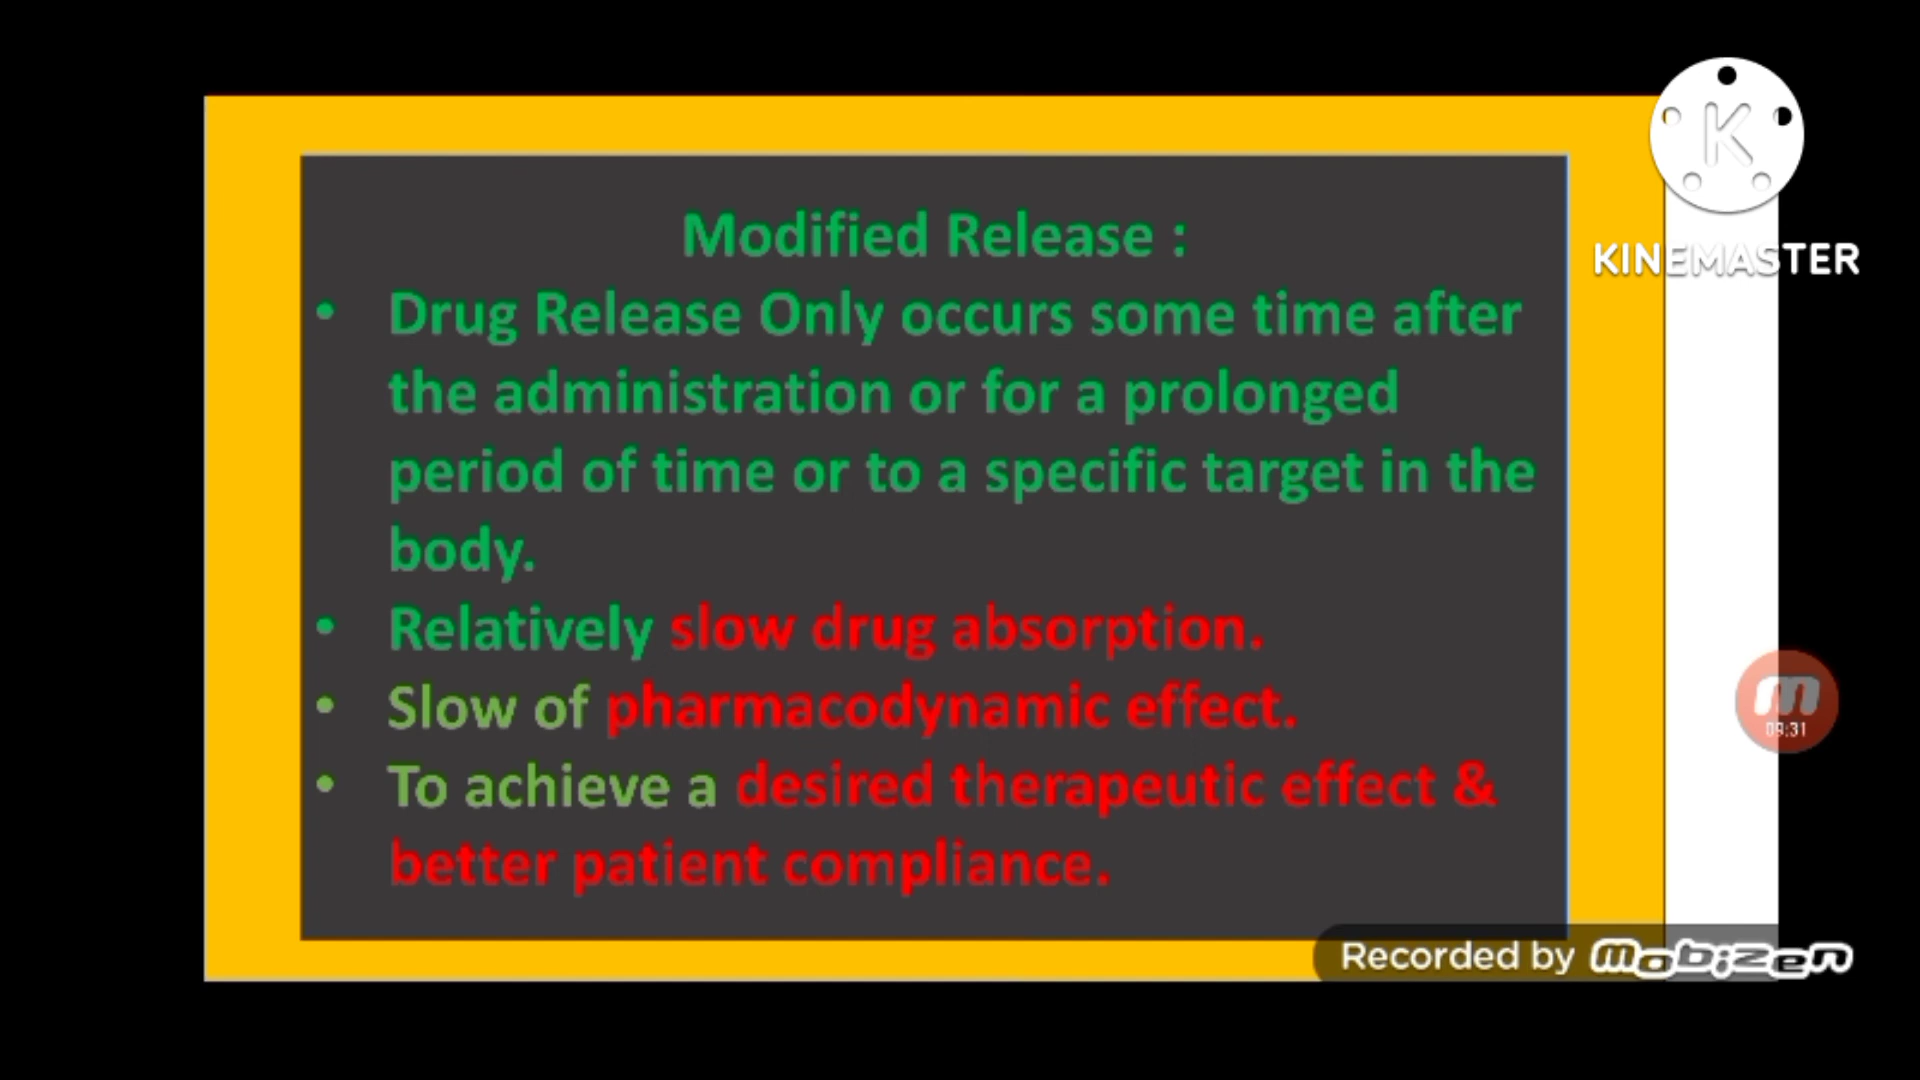 Modified Release :
• Drug Release Only occurs some time after
the administration or for a prolonged
period of time or to a specific target in the
body.
• Relatively slow drug absorption.
• Slow of pharmacodynamic effect.
• To achieve a desired therapeutic effect &
better patient compliance.
K
KINEMASTER
m
09:31
Recorded by mobizen